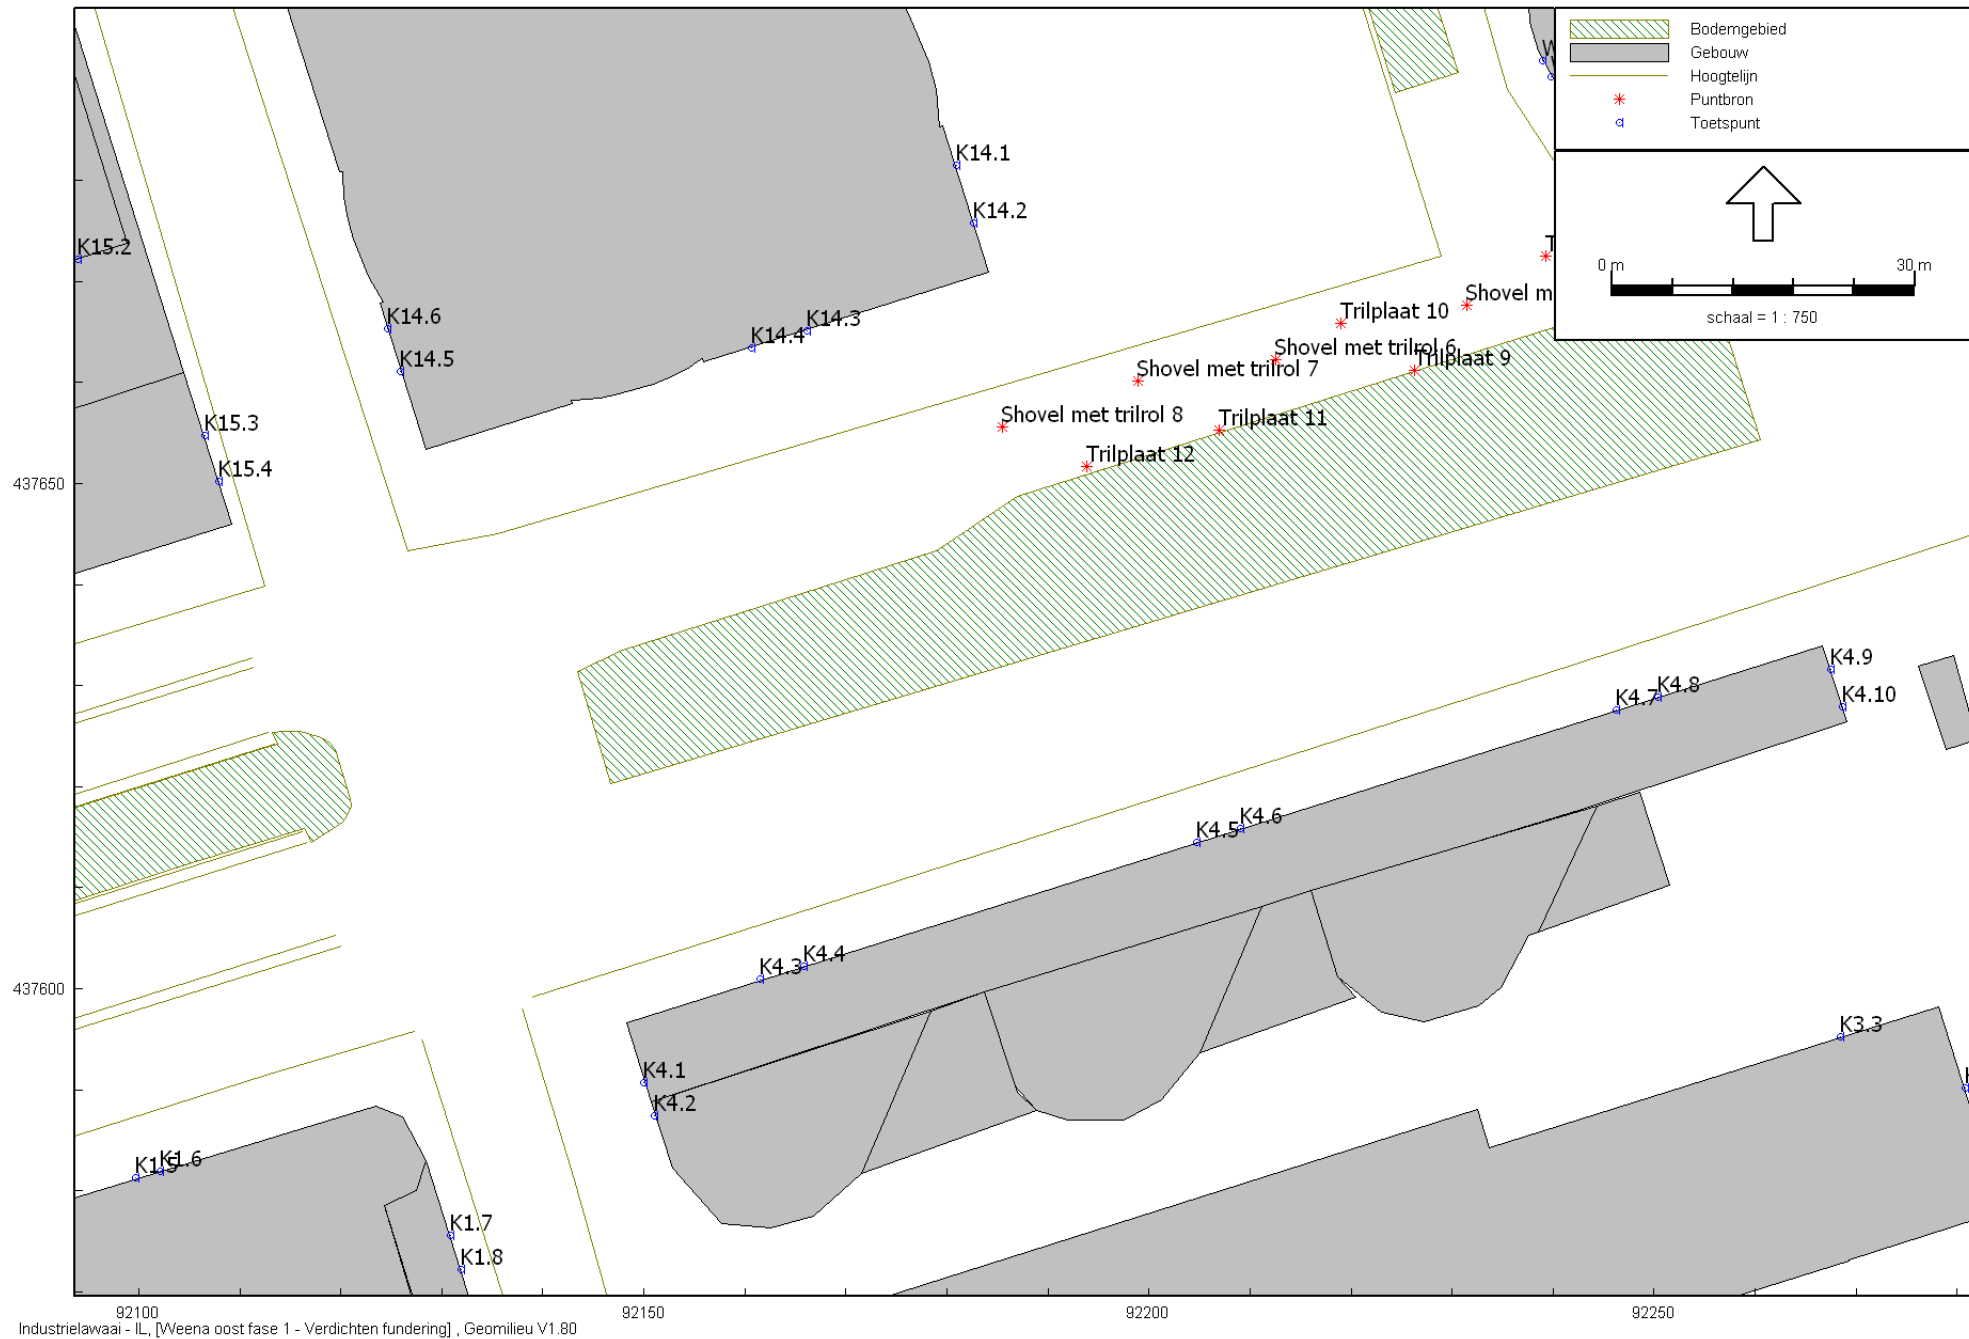 Bodemgebied
Gebouw
Hoogtelijn
Puntbron
Toetspunt
0 m
30 m
schaal = 1 : 750
K14.1
K14.2
K15.2
K14.6
K14.3
K14.4
K14.5
Trilplaat 10
Shovel m
Shovel met trilrol 6
Trilplaat 9
Shovel met trilrol 7
Shovel met trilrol 8
Trilplaat 11
Trilplaat 12
K15.3
K15.4
437650
K4.9
K4.7
K4.8
K4.10
K4.5
K4.6
K4.3
K4.4
437600
K3.3
K4.1
K4.2
K1.5
K1.6
K1.7
K1.8
92100
92150
92200
92250
Industrielawaai - IL, [Weena oost fase 1 - Verdichten fundering] , Geomilieu V1.80